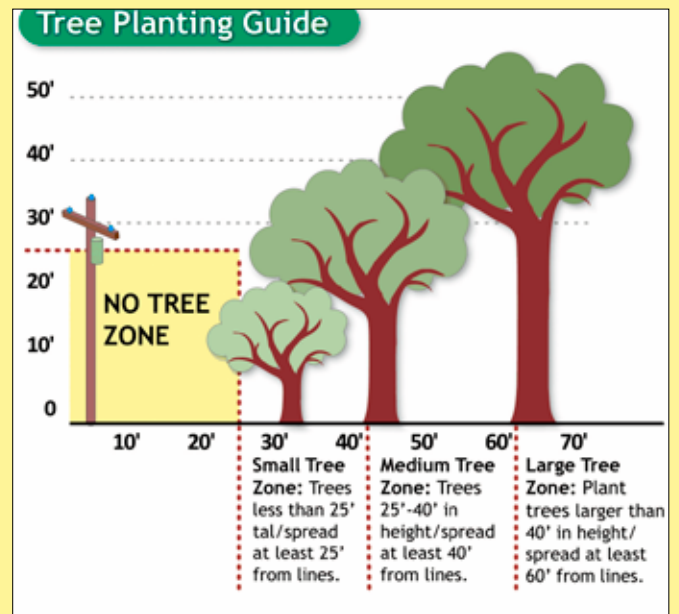 Tree Planting Guide
50'
40'
30'
20'
10'
0
NO TREE
ZONE
10' 20' 30' 40' 50' 60' 70'
Small Tree
Zone: Trees
less than 25'
tal/spread
at least 25'
from lines.
Medium Tree
Zone: Trees
25'-40' in
height/spread
at least 40'
from lines.
Large Tree
Zone: Plant
trees larger than
40' in height/
spread at least
60' from lines.